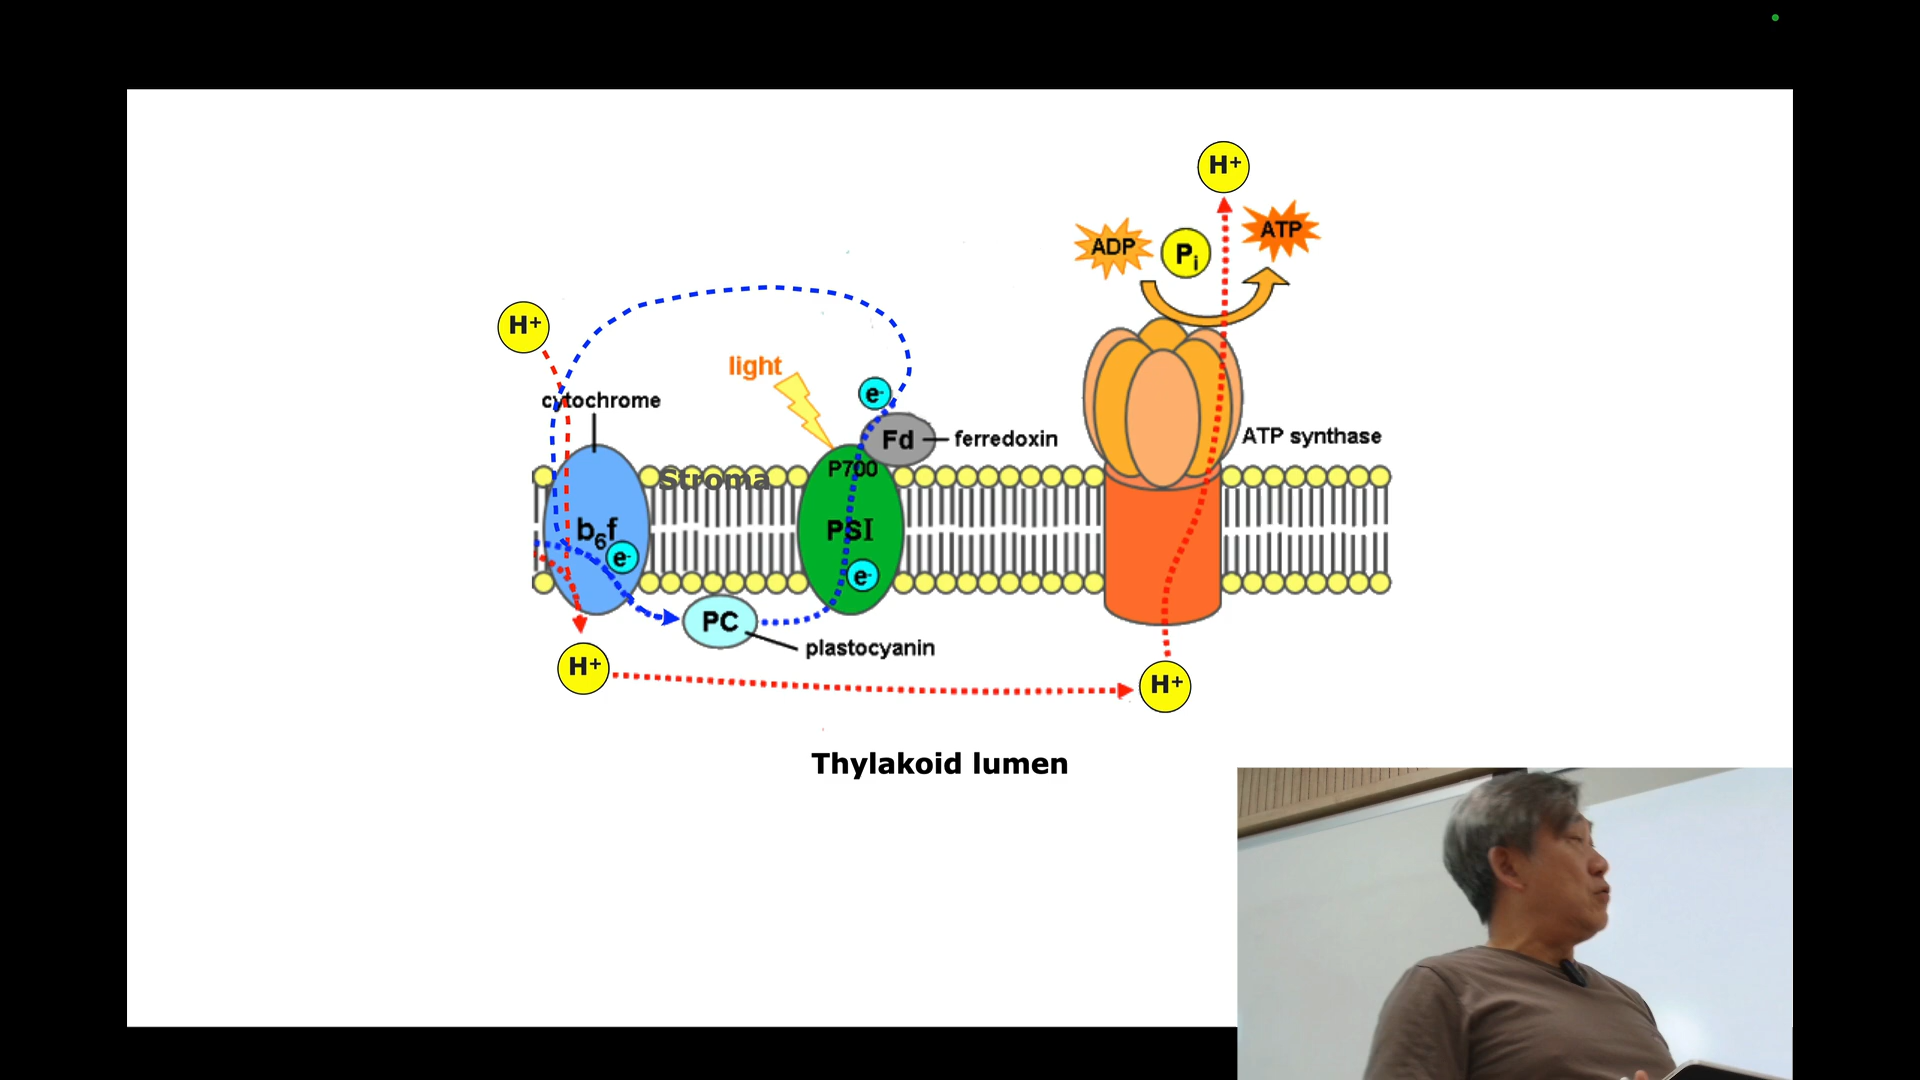 H+
ADP
Pi
ATP
H+
light
e-
cytochrome
Fd
ferredoxin
ATP synthase
P700
Stroma
b6f
PSI
e-
e-
PC
plastocyanin
H+
H+
Thylakoid lumen